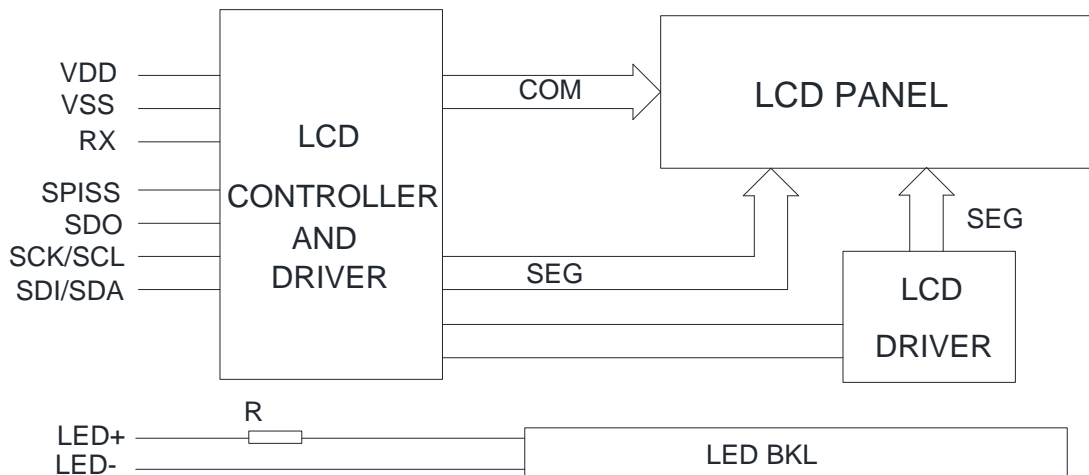 VDD
VSS
RX
SPISS
SDO
SCK/SCL
SDI/SDA
LCD
CONTROLLER
AND
DRIVER
COM
SEG
LCD PANEL
SEG
LCD
DRIVER
R
LED+
LED-
LED BKL